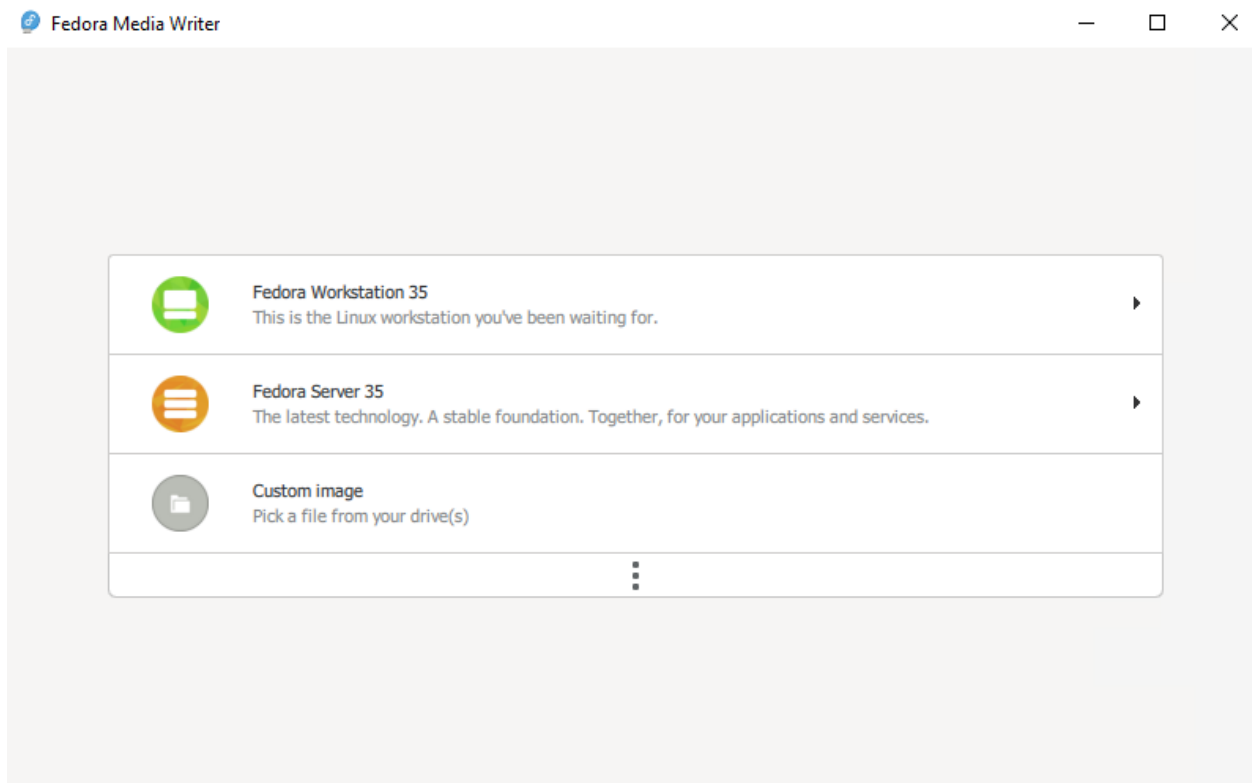 Fedora Media Writer
Fedora Workstation 35
This is the Linux workstation you've been waiting for.
Fedora Server 35
The latest technology. A stable foundation. Together, for your applications and services.
Custom image
Pick a file from your drive(s)